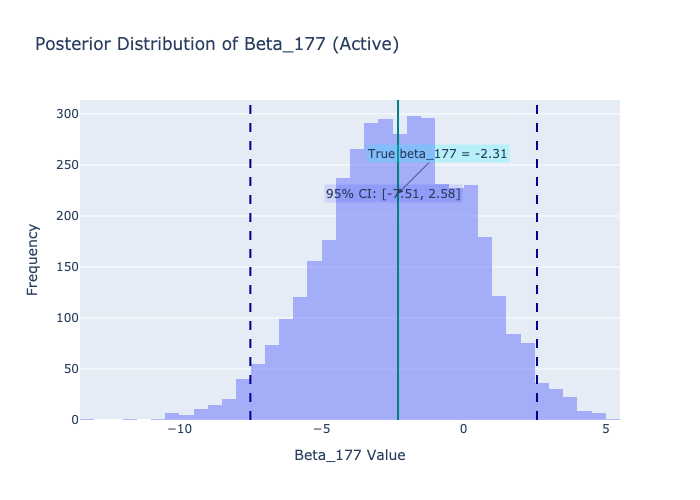 Posterior Distribution of Beta_177 (Active)
300
250
200
150
100
50
0
Frequency
True beta_177 = -2.31
95% CI: [-7.51, 2.58]
−10
−5
0
5
Beta_177 Value